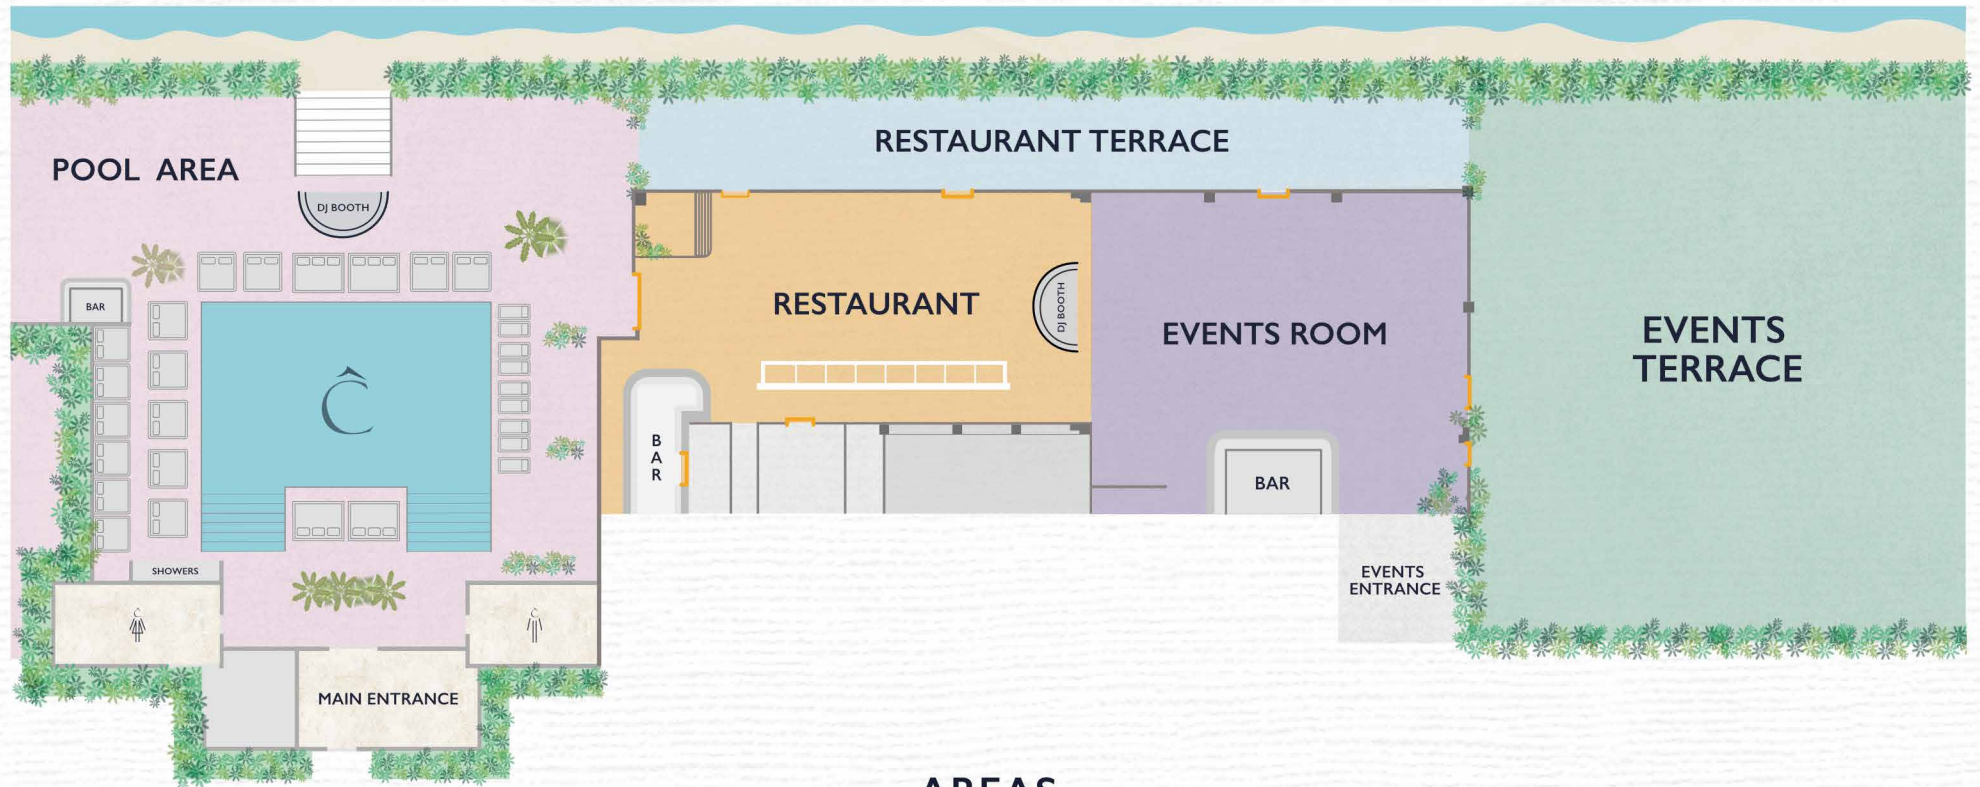 RESTAURANT TERRACE
POOL AREA
DJ BOOTH
BAR
RESTAURANT
DJ BOOTH
EVENTS ROOM
EVENTS
TERRACE
Ĉ
B
A
R
BAR
SHOWERS
EVENTS
ENTRANCE
Ĉ
Ĉ
MAIN ENTRANCE
AREAS